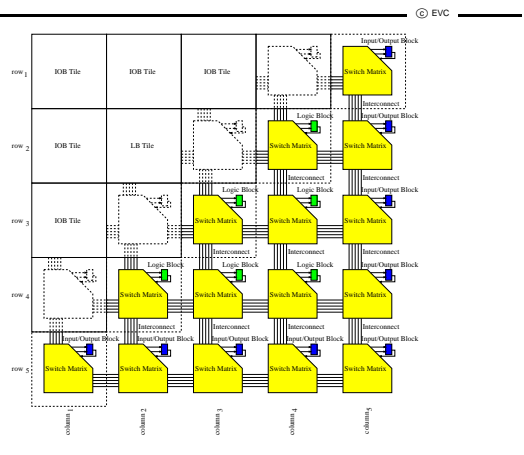 © EVC
Input/Output Block
row 1 IOB Tile IOB Tile IOB Tile Switch Matrix
Interconnect
Logic Block Input/Output Block
row 2 IOB Tile LB Tile Switch Matrix Switch Matrix
Interconnect Interconnect
Logic Block Logic Block Input/Output Block
row 3 IOB Tile Switch Matrix Switch Matrix Switch Matrix
Interconnect Interconnect Interconnect
Logic Block Logic Block Logic Block Input/Output Block
row 4 Switch Matrix Switch Matrix Switch Matrix Switch Matrix
Interconnect Interconnect Interconnect Interconnect
Input/Output Block Input/Output Block Input/Output Block Input/Output Block Input/Output Block
row 5 Switch Matrix Switch Matrix Switch Matrix Switch Matrix Switch Matrix
column 1 column 2 column 3 column 4 column 5